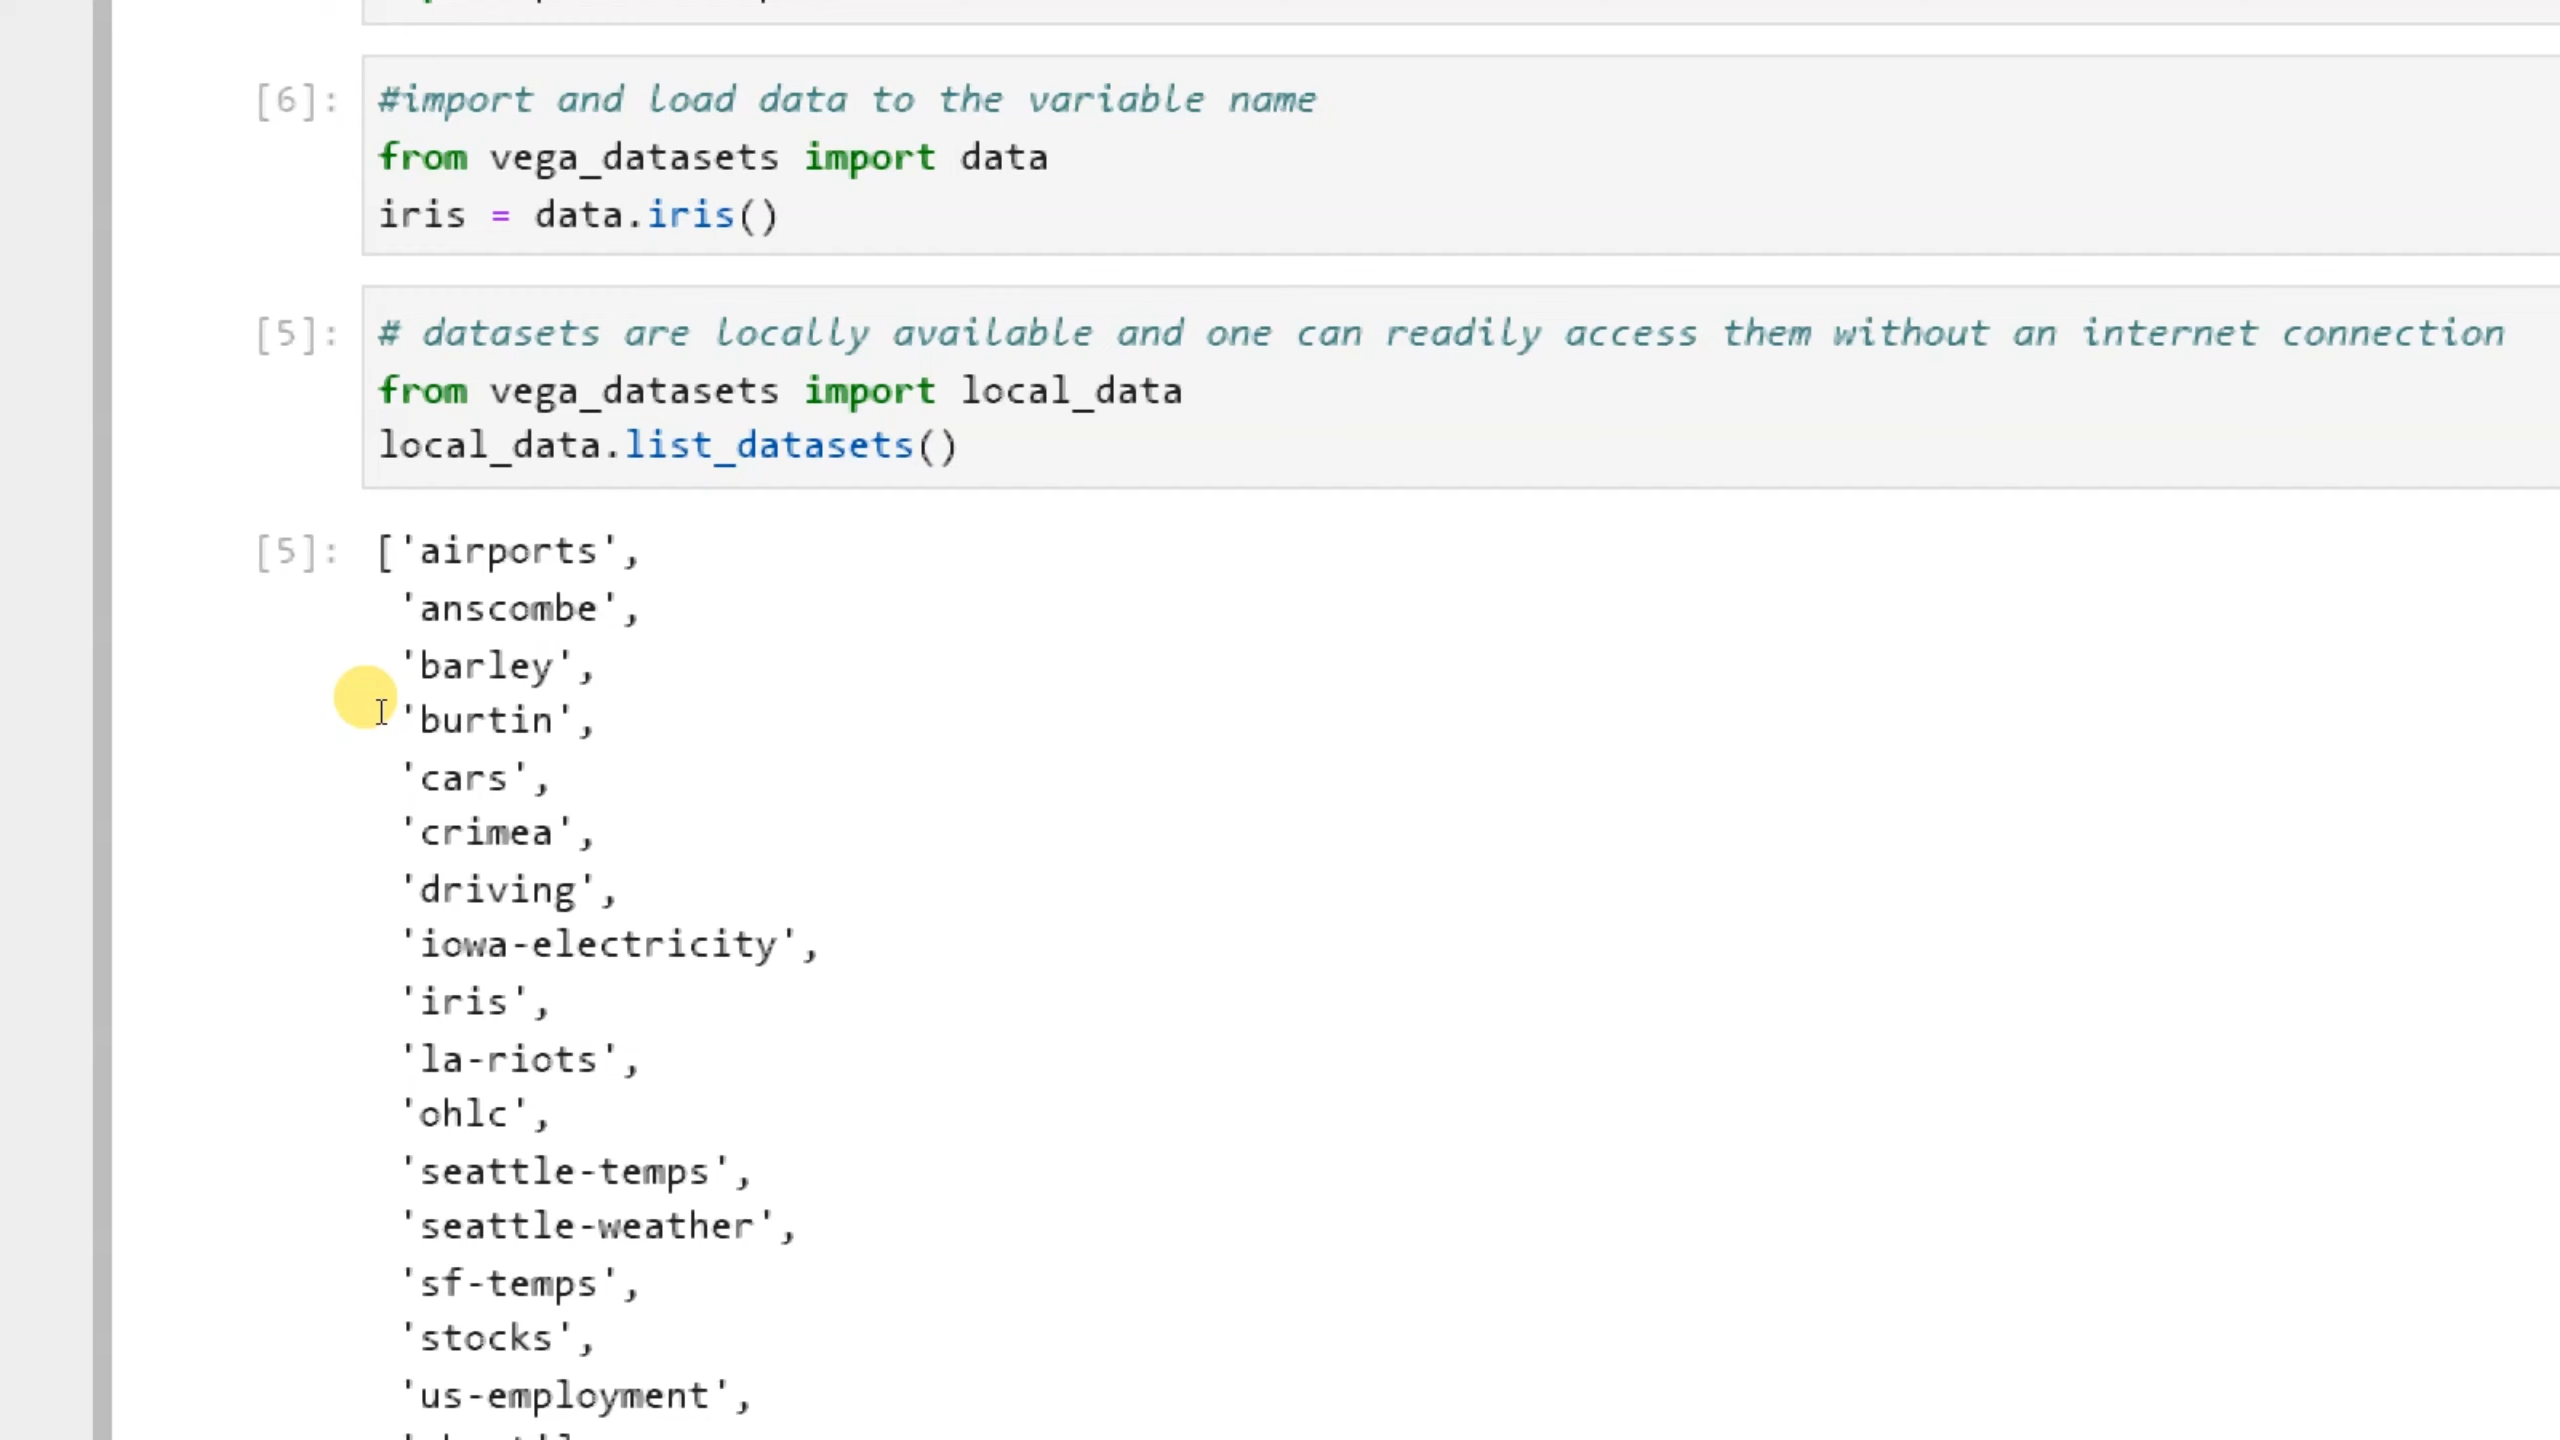 [6]: #import and load data to the variable name
from vega_datasets import data
iris = data.iris()
[5]: # datasets are locally available and one can readily access them without an internet connection
from vega_datasets import local_data
local_data.list_datasets()
[5]: ['airports',
'anscombe',
'barley',
'burtin',
'cars',
'crimea',
'driving',
'iowa-electricity',
'iris',
'la-riots',
'ohlc',
'seattle-temps',
'seattle-weather',
'sf-temps',
'stocks',
'us-employment',